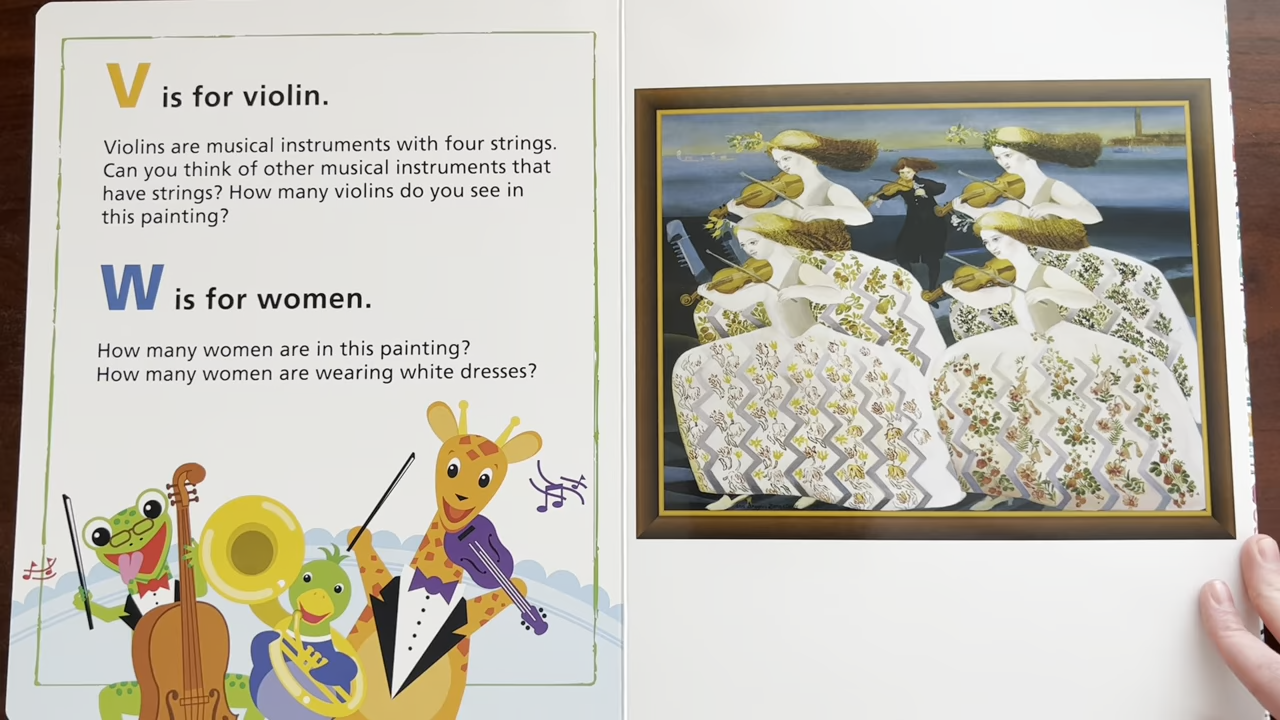 V is for violin.
Violins are musical instruments with four strings.
Can you think of other musical instruments that
have strings? How many violins do you see in
this painting?
W is for women.
How many women are in this painting?
How many women are wearing white dresses?